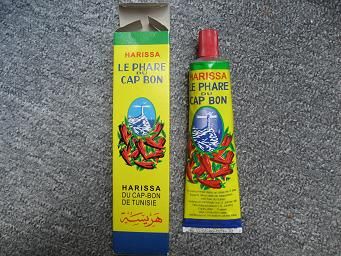 HARISSA
LE PHARE
DU
CAP BON
HARISSA
DU CAP-BON
DE TUNISIE
هريسة
HARISSA
LE PHARE
DU
CAP BON